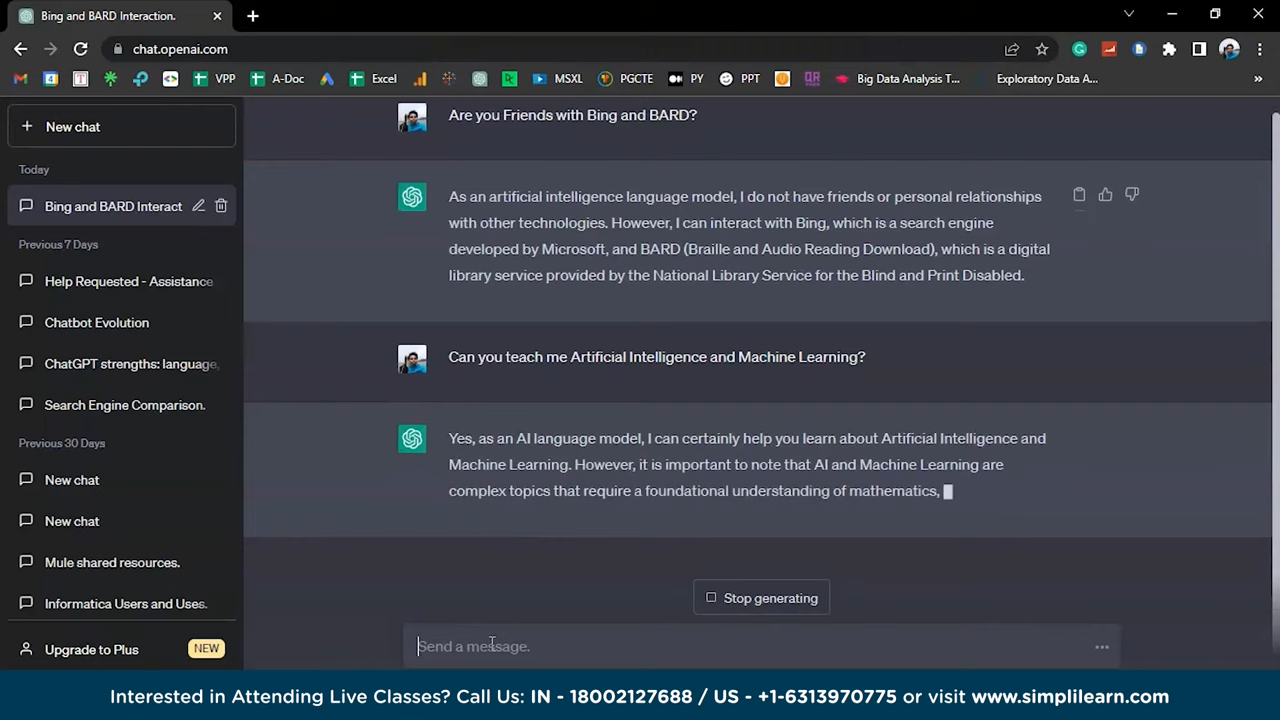 Bing and BARD Interaction.
chat.openai.com
VPP
A-Doc
Excel
MSXL
PGCTE
PY
PPT
QR
Big Data Analysis T...
Exploratory Data A...
New chat
Today
Bing and BARD Interact
Previous 7 Days
Help Requested - Assistance
Chatbot Evolution
ChatGPT strengths: language,
Search Engine Comparison.
Previous 30 Days
New chat
New chat
Mule shared resources.
Informatica Users and Uses.
Upgrade to Plus
NEW
Are you Friends with Bing and BARD?
As an artificial intelligence language model, I do not have friends or personal relationships
with other technologies. However, I can interact with Bing, which is a search engine
developed by Microsoft, and BARD (Braille and Audio Reading Download), which is a digital
library service provided by the National Library Service for the Blind and Print Disabled.
Can you teach me Artificial Intelligence and Machine Learning?
Yes, as an AI language model, I can certainly help you learn about Artificial Intelligence and
Machine Learning. However, it is important to note that AI and Machine Learning are
complex topics that require a foundational understanding of mathematics,
Stop generating
Send a message.
Interested in Attending Live Classes? Call Us: IN - 18002127688 / US - +1-6313970775 or visit www.simplilearn.com